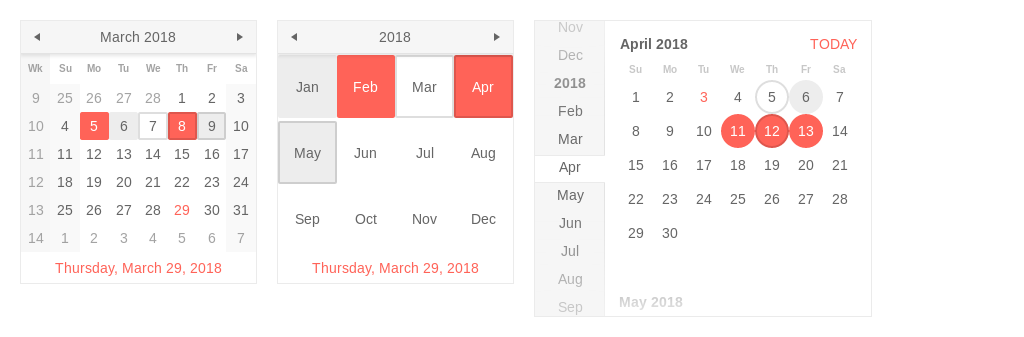 March 2018
Wk Su Mo Tu We Th Fr Sa
9 25 26 27 28 1 2 3
10 4 5 6 7 8 9 10
11 11 12 13 14 15 16 17
12 18 19 20 21 22 23 24
13 25 26 27 28 29 30 31
14 1 2 3 4 5 6 7
Thursday, March 29, 2018
2018
Jan Feb Mar Apr
May Jun Jul Aug
Sep Oct Nov Dec
Thursday, March 29, 2018
Nov
Dec
2018
Feb
Mar
Apr
May
Jun
Jul
Aug
Sep
April 2018 TODAY
Su Mo Tu We Th Fr Sa
1 2 3 4 5 6 7
8 9 10 11 12 13 14
15 16 17 18 19 20 21
22 23 24 25 26 27 28
29 30
May 2018